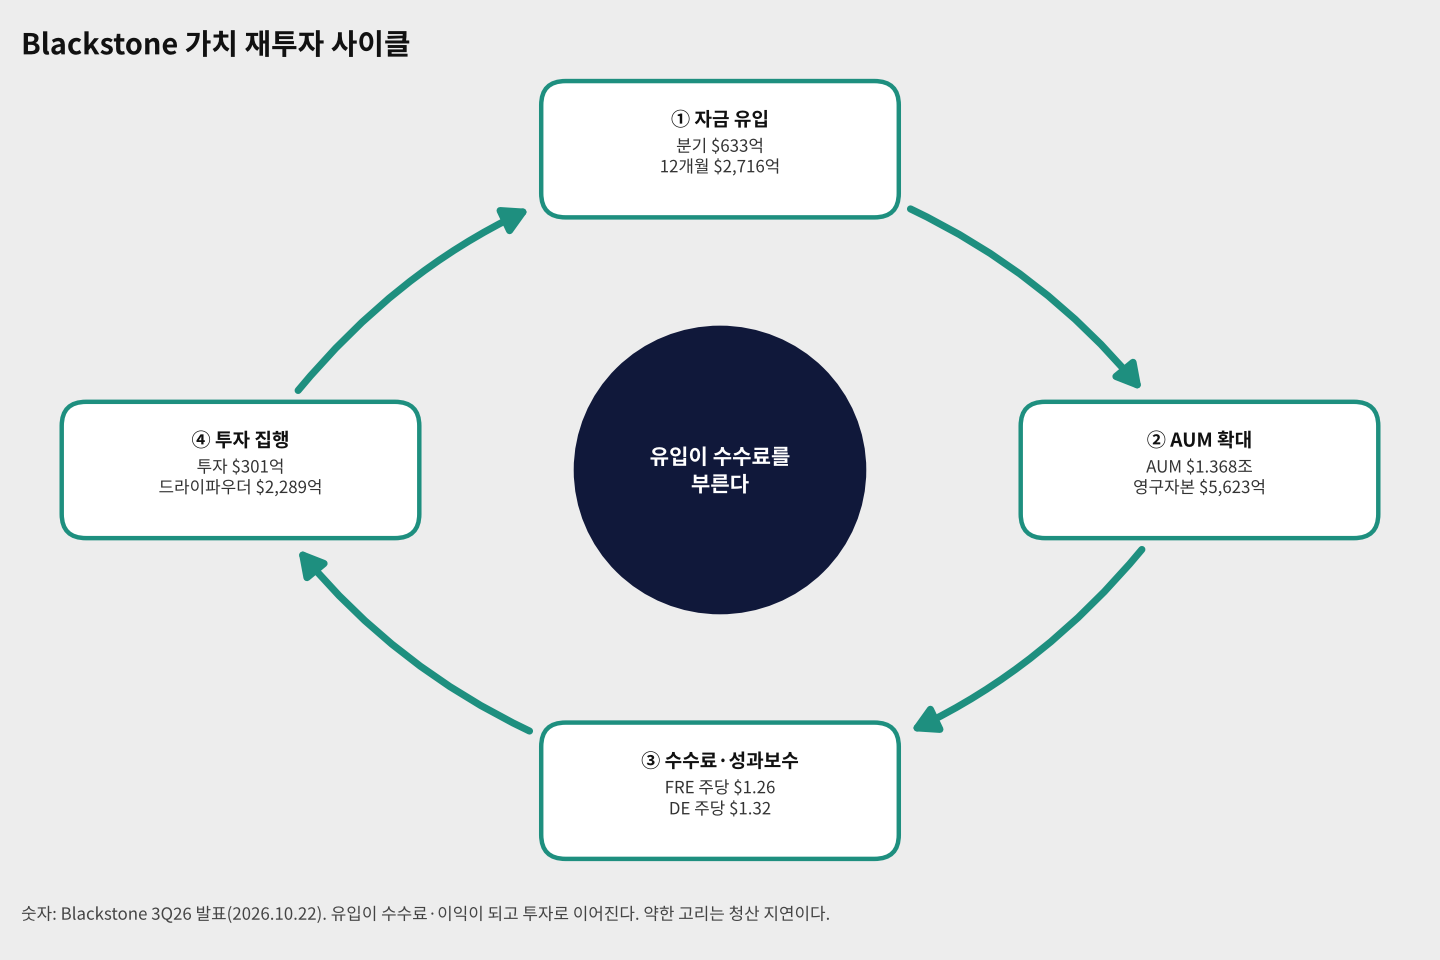 Blackstone 가치 재투자 사이클
① 자금 유입
분기 $633억
12개월 $2,716억
② AUM 확대
AUM $1.368조
영구자본 $5,623억
③ 수수료·성과보수
FRE 주당 $1.26
DE 주당 $1.32
④ 투자 집행
투자 $301억
드라이파우더 $2,289억
유입이 수수료를
부른다
숫자: Blackstone 3Q26 발표(2026.10.22). 유입이 수수료·이익이 되고 투자로 이어진다. 약한 고리는 청산 지연이다.